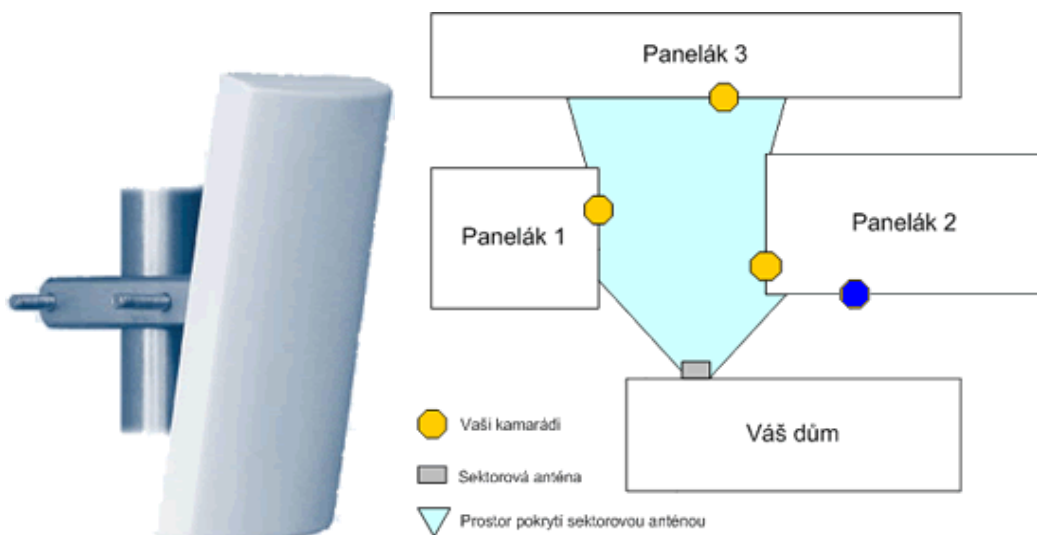 Panelák 3
Panelák 1
Panelák 2
Váš dům
Vaši kamarádi
Sektorová anténa
Prostor pokrytí sektorovou anténou